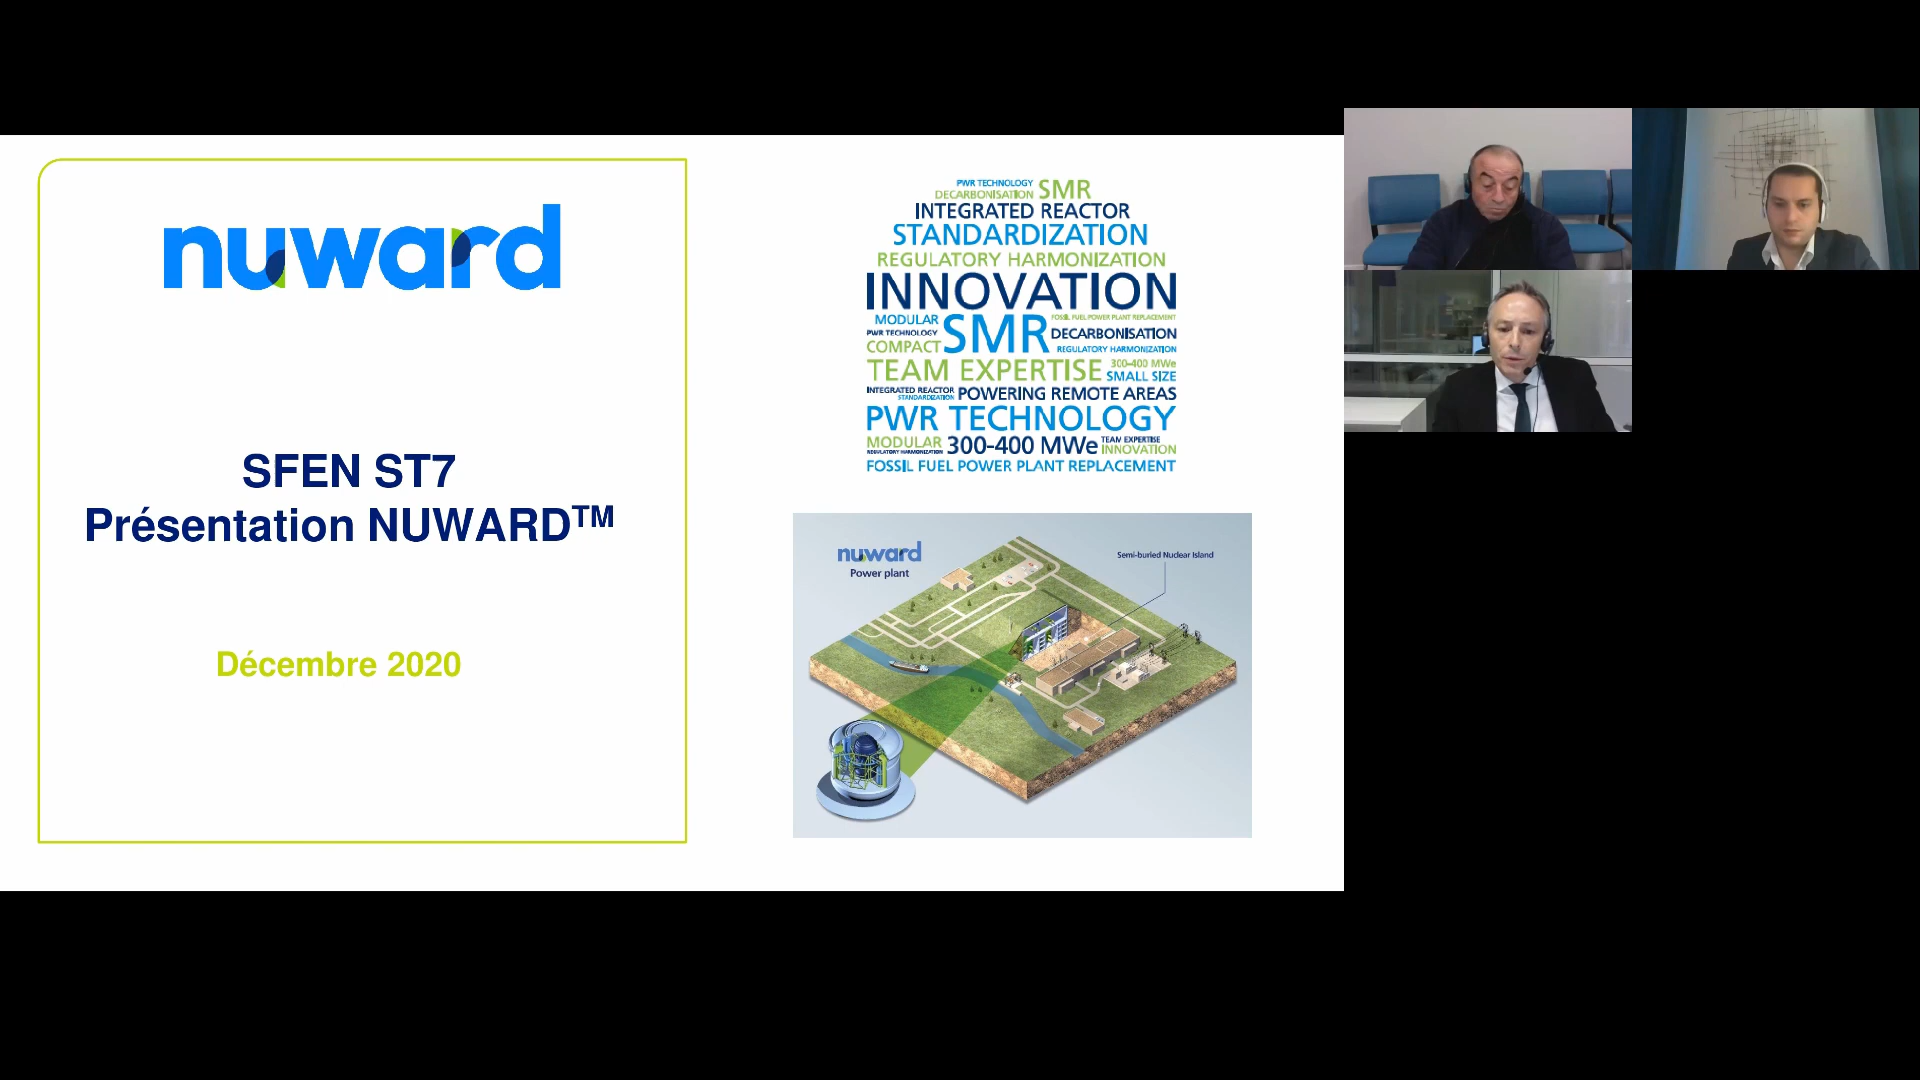 nuward
SFEN ST7
Présentation NUWARD™
Décembre 2020
PWR TECHNOLOGY
DECARBONISATION SMR
INTEGRATED REACTOR
STANDARDIZATION
REGULATORY HARMONIZATION
INNOVATION
MODULAR SMR FOSSIL FUEL POWER PLANT REPLACEMENT
PWR TECHNOLOGY DECARBONISATION
COMPACT REGULATORY HARMONIZATION
TEAM EXPERTISE 300-400 MWe
SMALL SIZE
INTEGRATED REACTOR POWERING REMOTE AREAS
STANDARDIZATION
PWR TECHNOLOGY
MODULAR 300-400 MWe TEAM EXPERTISE
REGULATORY HARMONIZATION INNOVATION
FOSSIL FUEL POWER PLANT REPLACEMENT
nuward
Power plant
Semi-buried Nuclear Island